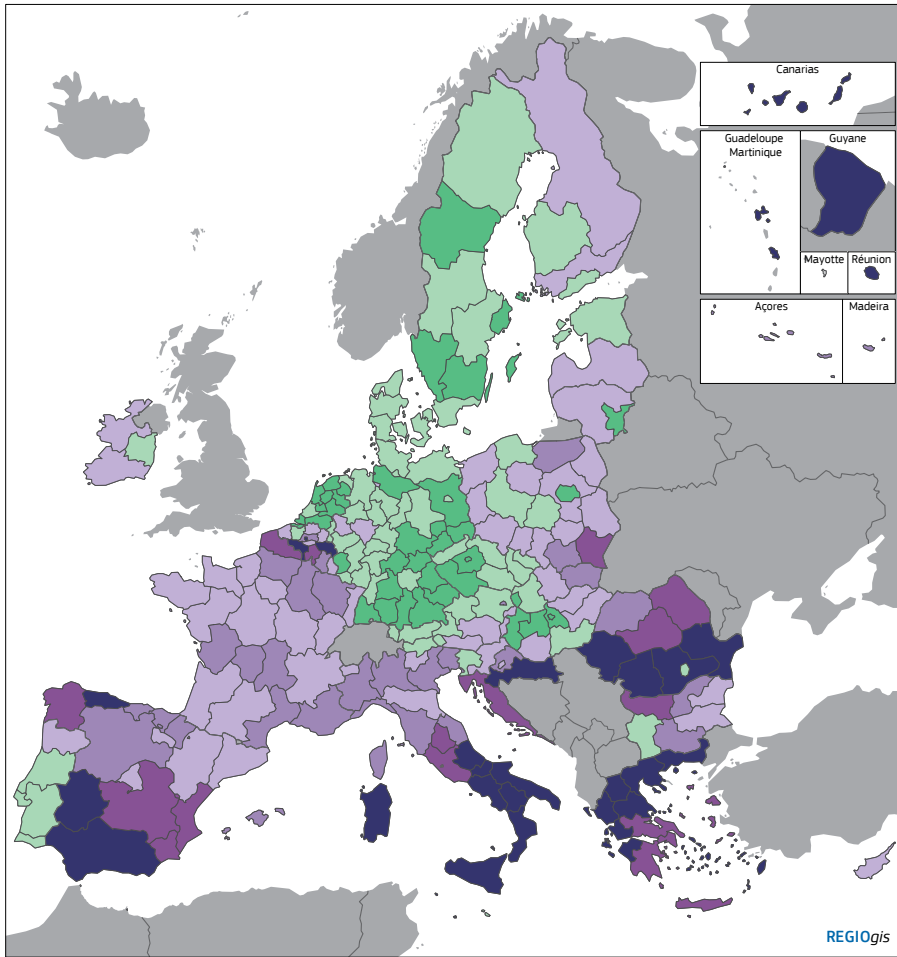 Canarias
Guadeloupe
Martinique
Guyane
Mayotte
Réunion
Açores
Madeira
REGIOgis